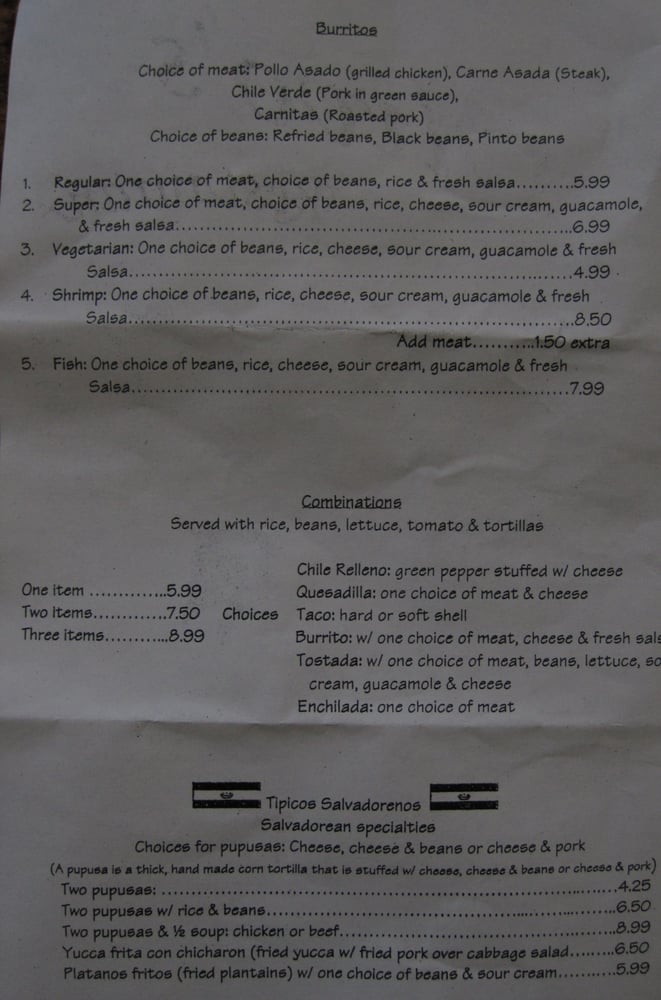 Burritos
Choice of meat: Pollo Asado (grilled chicken), Carne Asada (Steak),
Chile Verde (Pork in green sauce),
Carnitas (Roasted pork)
Choice of beans: Refried beans, Black beans, Pinto beans
1. Regular: One choice of meat, choice of beans, rice & fresh salsa..........5.99
2. Super: One choice of meat, choice of beans, rice, cheese, sour cream, guacamole,
& fresh salsa..........6.99
3. Vegetarian: One choice of beans, rice, cheese, sour cream, guacamole & fresh
Salsa..........4.99
4. Shrimp: One choice of beans, rice, cheese, sour cream, guacamole & fresh
Salsa..........8.50
Add meat..........1.50 extra
5. Fish: One choice of beans, rice, cheese, sour cream, guacamole & fresh
Salsa..........7.99
Combinations
Served with rice, beans, lettuce, tomato & tortillas
One item ..........5.99
Two items..........7.50
Three items..........8.99
Choices
Chile Relleno: green pepper stuffed w/ cheese
Quesadilla: one choice of meat & cheese
Taco: hard or soft shell
Burrito: w/ one choice of meat, cheese & fresh sals
Tostada: w/ one choice of meat, beans, lettuce, so
cream, guacamole & cheese
Enchilada: one choice of meat
Tipicos Salvadorenos
Salvadorean specialties
Choices for pupusas: Cheese, cheese & beans or cheese & pork
(A pupusa is a thick, hand made corn tortilla that is stuffed w/ cheese, cheese & beans or cheese & pork)
Two pupusas: ..........4.25
Two pupusas w/ rice & beans..........6.50
Two pupusas & ½ soup: chicken or beef..........8.99
Yucca frita con chicharon (fried yucca w/ fried pork over cabbage salad..........6.50
Platanos fritos (fried plantains) w/ one choice of beans & sour cream..........5.99